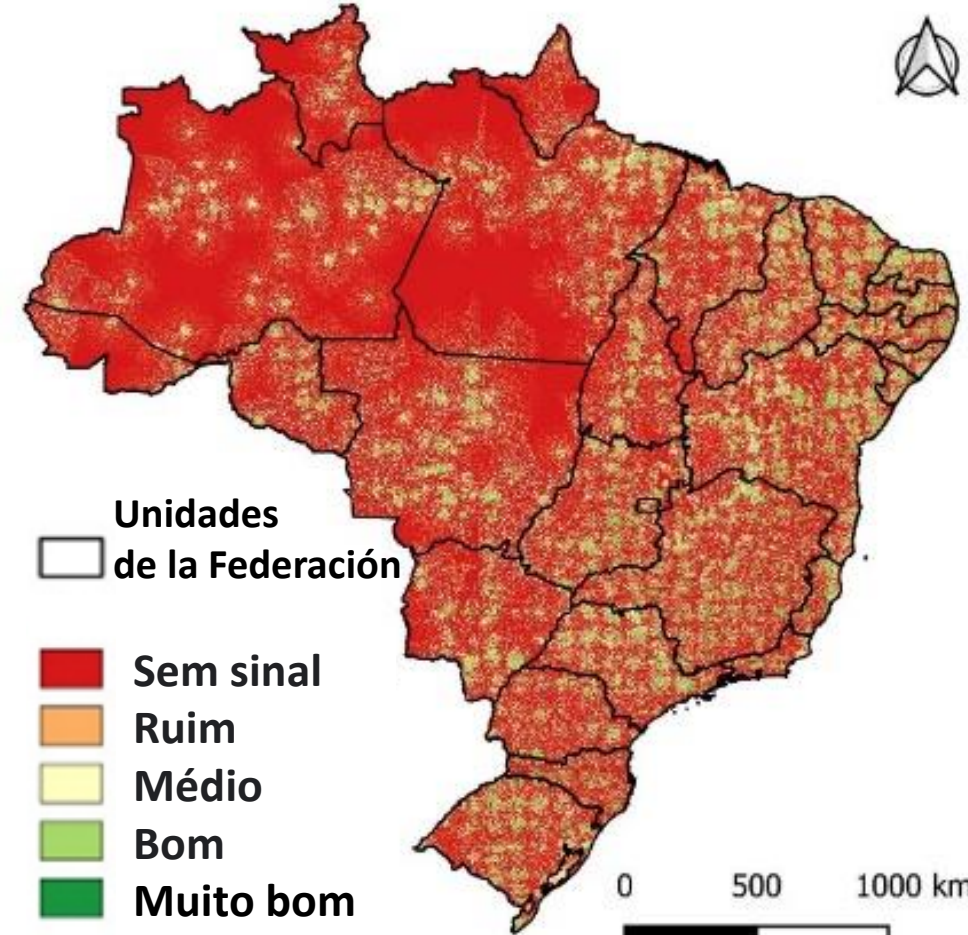 Unidades
de la Federación
Sem sinal
Ruim
Médio
Bom
Muito bom
0 500 1000 km